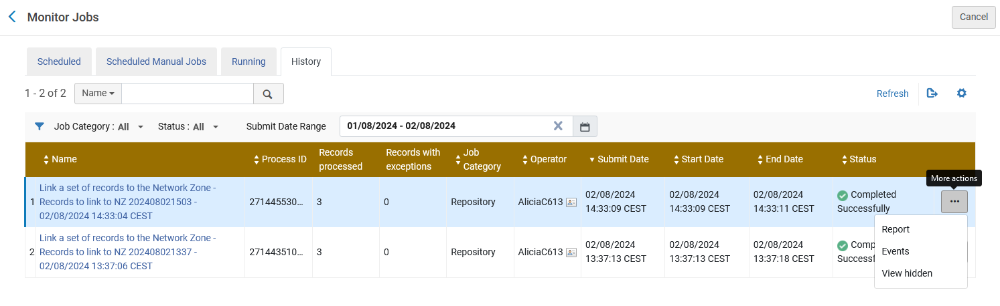 Monitor Jobs
Cancel
Scheduled
Scheduled Manual Jobs
Running
History
1 - 2 of 2
Name
Refresh
Job Category : All
Status : All
Submit Date Range
01/08/2024 - 02/08/2024
Name
Process ID
Records processed
Records with exceptions
Job Category
Operator
Submit Date
Start Date
End Date
Status
More actions
1
Link a set of records to the Network Zone -
Records to link to NZ 202408021503 -
02/08/2024 14:33:04 CEST
271445530...
3
0
Repository
AliciaC613
02/08/2024
14:33:09 CEST
02/08/2024
14:33:09 CEST
02/08/2024
14:33:11 CEST
Completed
Successfully
...
2
Link a set of records to the Network Zone -
Records to link to NZ 202408021337 -
02/08/2024 13:37:06 CEST
271443510...
3
0
Repository
AliciaC613
02/08/2024
13:37:13 CEST
02/08/2024
13:37:13 CEST
02/08/2024
13:37:18 CEST
Report
Events
View hidden